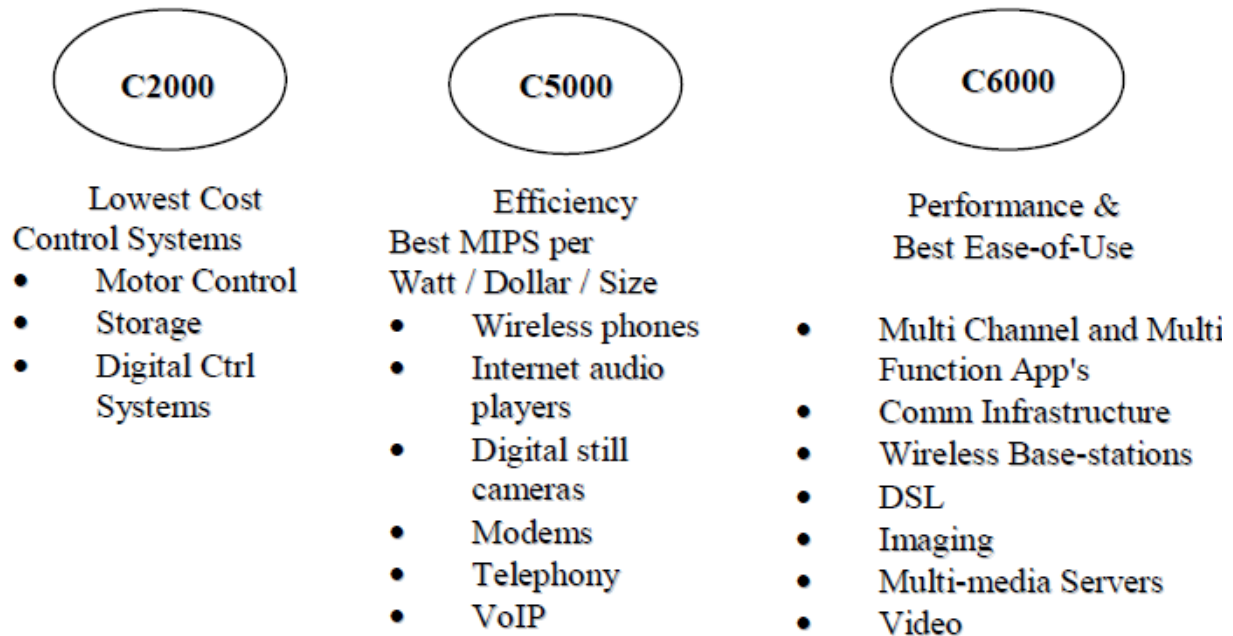 C2000
Lowest Cost
Control Systems
• Motor Control
• Storage
• Digital Ctrl
Systems
C5000
Efficiency
Best MIPS per
Watt / Dollar / Size
• Wireless phones
• Internet audio
players
• Digital still
cameras
• Modems
• Telephony
• VoIP
C6000
Performance &
Best Ease-of-Use
• Multi Channel and Multi
Function App's
• Comm Infrastructure
• Wireless Base-stations
• DSL
• Imaging
• Multi-media Servers
• Video